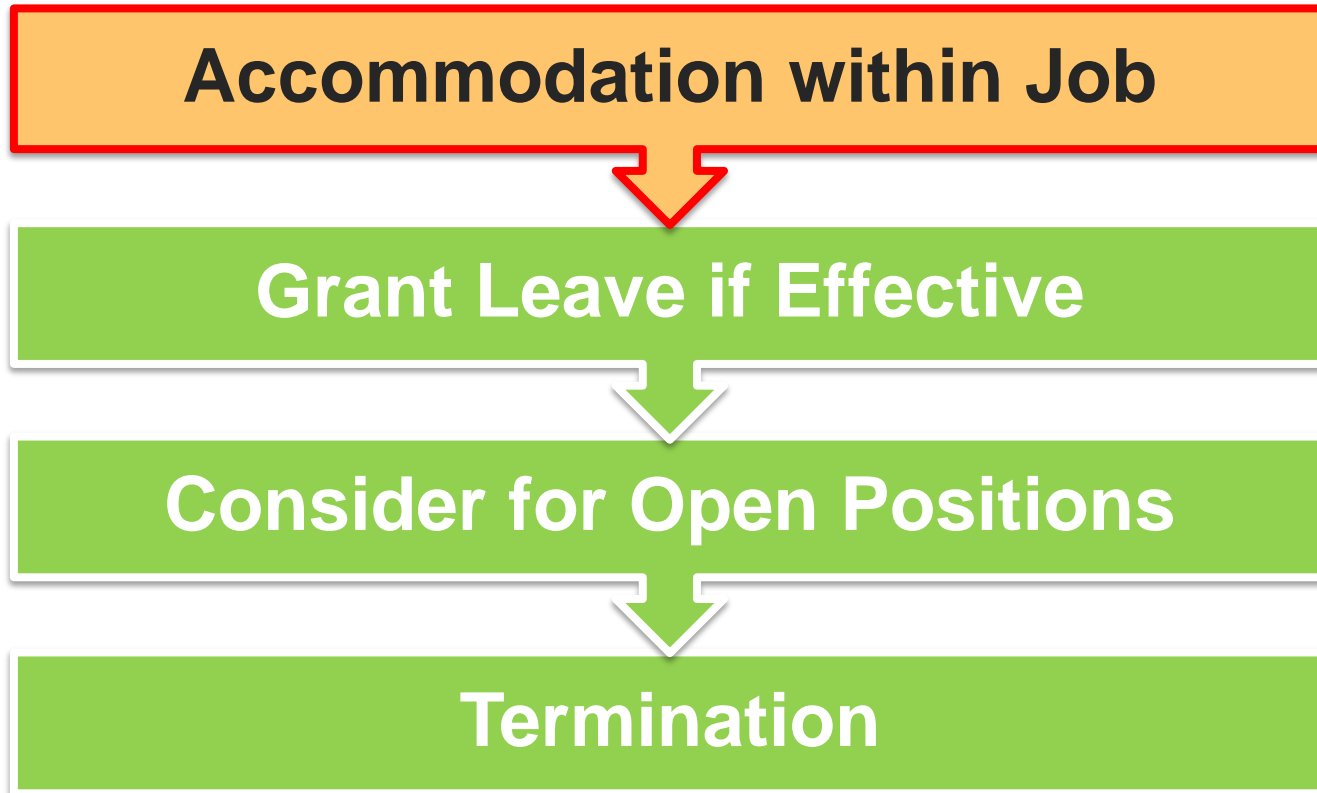 Accommodation within Job
Grant Leave if Effective
Consider for Open Positions
Termination